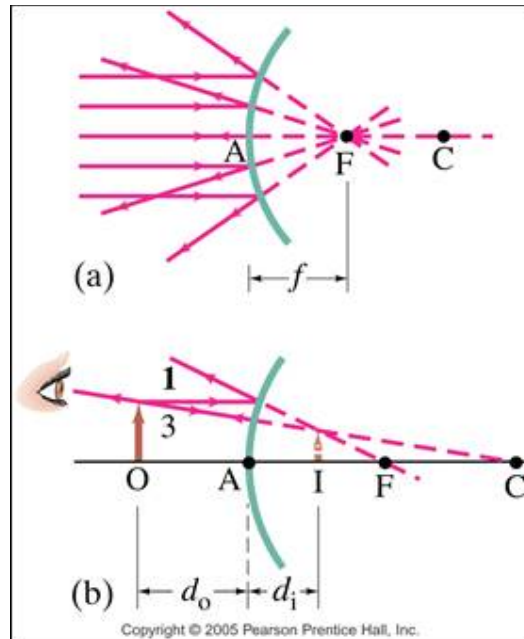 A
F
C
(a)
f
1
3
O
A
I
F
C
(b)
dₒ
dᵢ
Copyright © 2005 Pearson Prentice Hall, Inc.